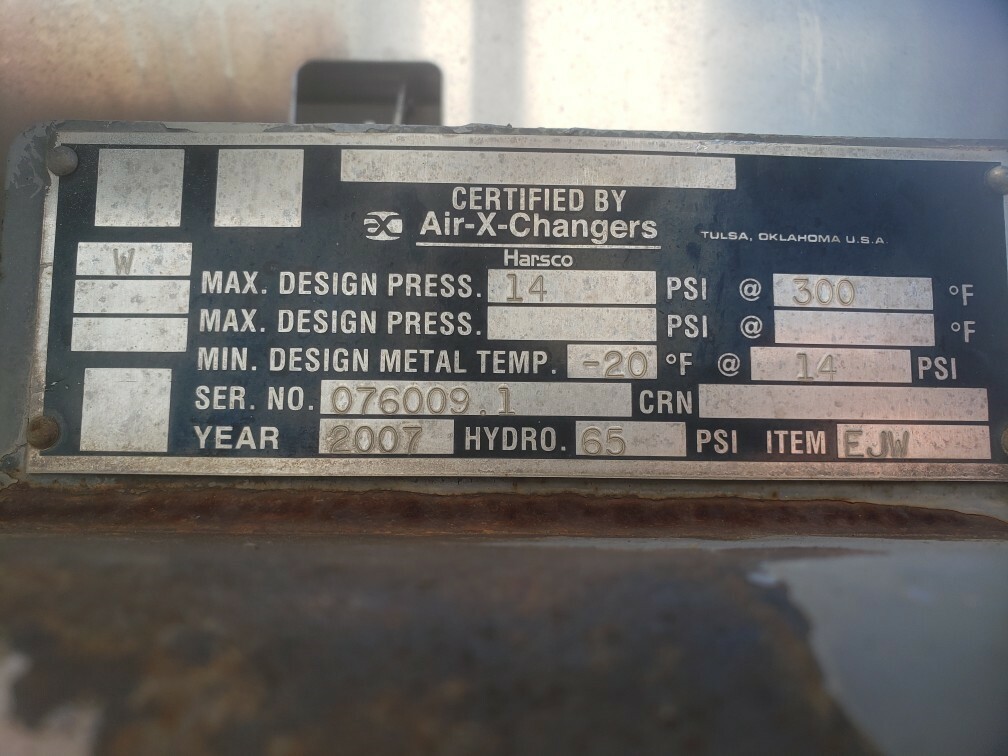 CERTIFIED BY
Air-X-Changers
TULSA, OKLAHOMA U.S.A.
Harsco
W
MAX. DESIGN PRESS. 14 PSI @ 300 °F
MAX. DESIGN PRESS. PSI @ °F
MIN. DESIGN METAL TEMP. -20 °F @ 14 PSI
SER. NO. 076009.1 CRN
YEAR 2007 HYDRO. 65 PSI ITEM EJW